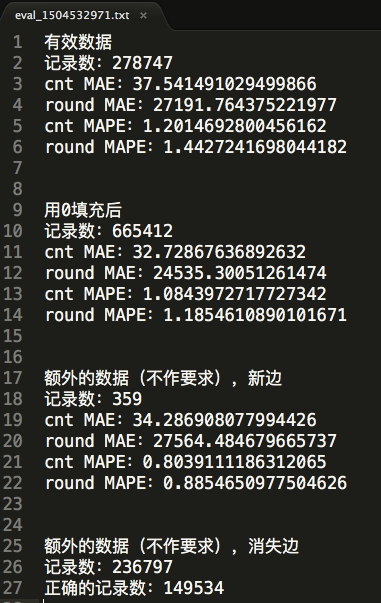 eval_1504532971.txt ×
1 有效数据
2 记录数：278747
3 cnt MAE：37.541491029499866
4 round MAE：27191.764375221977
5 cnt MAPE：1.2014692800456162
6 round MAPE：1.4427241698044182
7
8
9 用0填充后
10 记录数：665412
11 cnt MAE：32.72867636892632
12 round MAE：24535.30051261474
13 cnt MAPE：1.0843972717727342
14 round MAPE：1.1854610890101671
15
16
17 额外的数据（不作要求），新边
18 记录数：359
19 cnt MAE：34.286908077994426
20 round MAE：27564.484679665737
21 cnt MAPE：0.8039111186312065
22 round MAPE：0.8854650977504626
23
24
25 额外的数据（不作要求），消失边
26 记录数：236797
27 正确的记录数：149534